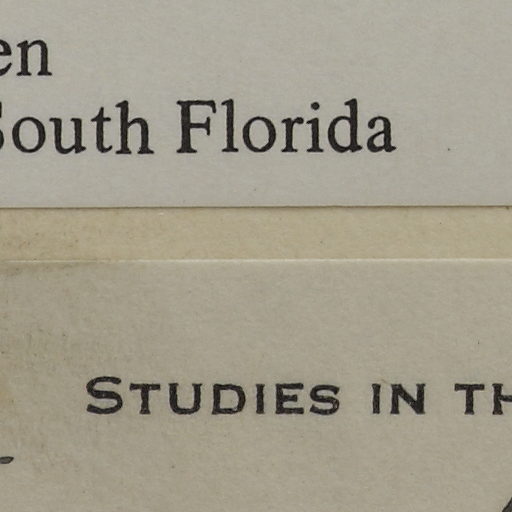 en
South Florida
STUDIES IN TH